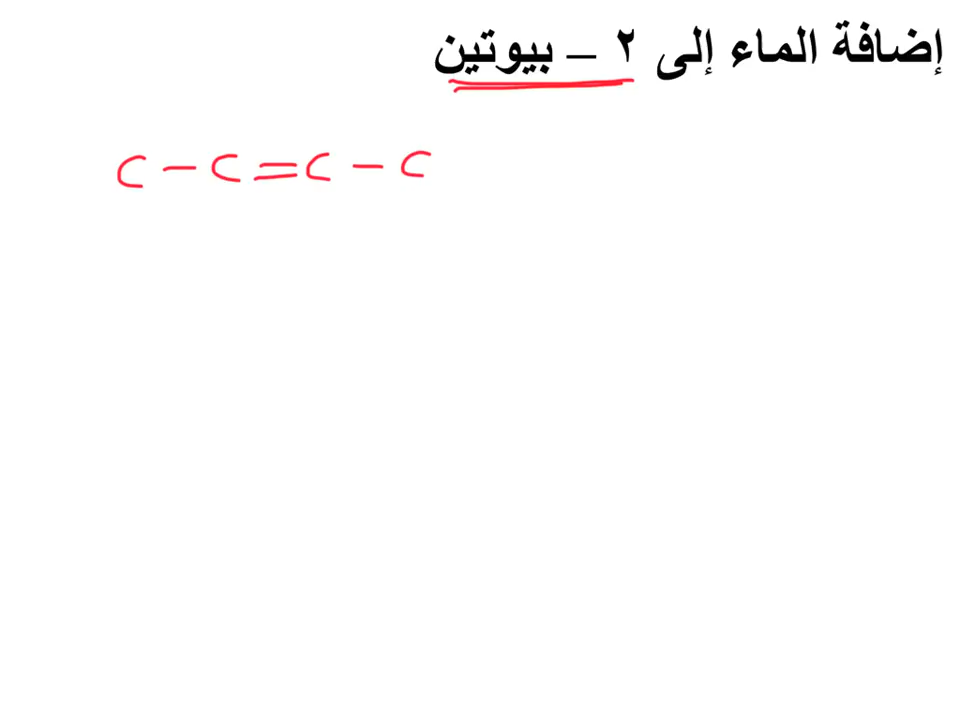 إضافة الماء إلى ٢ – بيوتين
C - C = C - C